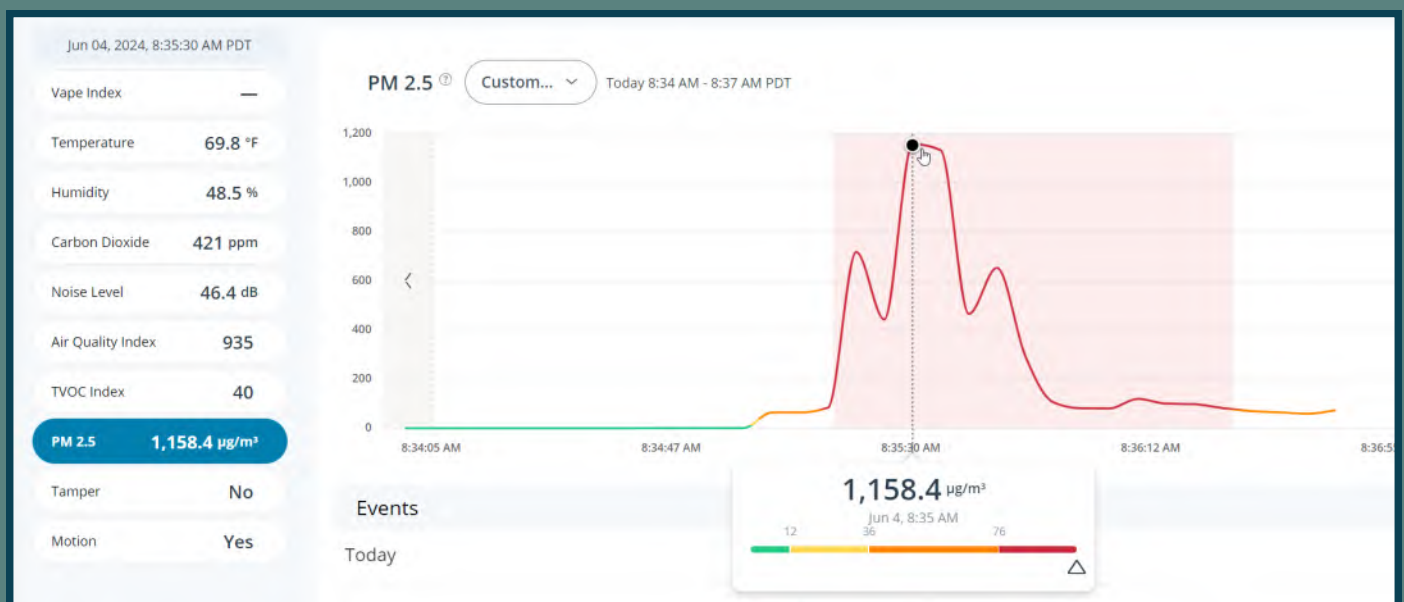 Jun 04, 2024, 8:35:30 AM PDT
Vape Index —
Temperature 69.8 °F
Humidity 48.5 %
Carbon Dioxide 421 ppm
Noise Level 46.4 dB
Air Quality Index 935
TVOC Index 40
PM 2.5 1,158.4 µg/m³
Tamper No
Motion Yes
PM 2.5 ? Custom... Today 8:34 AM - 8:37 AM PDT
1,200
1,000
800
600
400
200
0
8:34:05 AM 8:34:47 AM 8:35:30 AM 8:36:12 AM 8:36:55
1,158.4 µg/m³
Jun 4, 8:35 AM
12 36 76
Events
Today